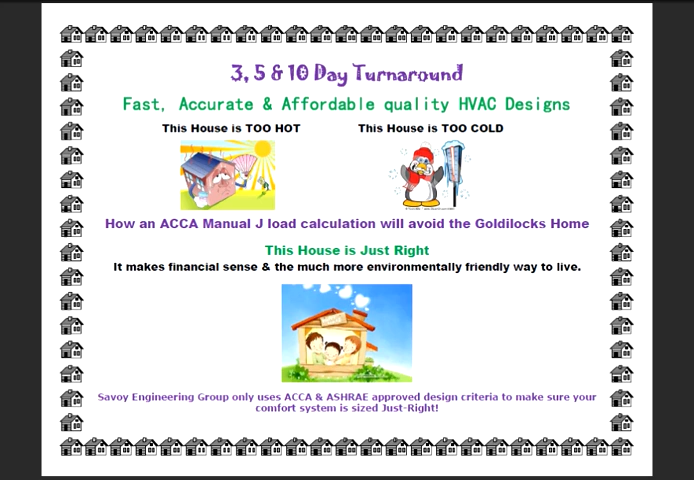 3, 5 & 10 Day Turnaround
Fast, Accurate & Affordable quality HVAC Designs
This House is TOO HOT This House is TOO COLD
How an ACCA Manual J load calculation will avoid the Goldilocks Home
This House is Just Right
It makes financial sense & the much more environmentally friendly way to live.
Savoy Engineering Group only uses ACCA & ASHRAE approved design criteria to make sure your
comfort system is sized Just-Right!